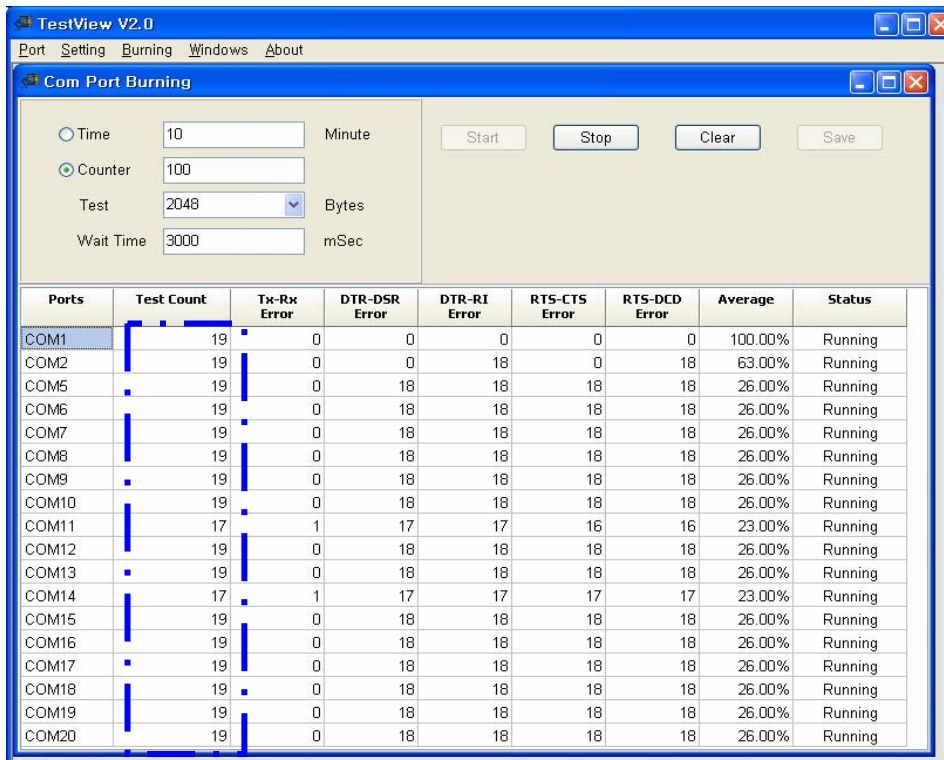 TestView V2.0
Port Setting Burning Windows About
Com Port Burning
Time 10 Minute Start Stop Clear Save
Counter 100
Test 2048 Bytes
Wait Time 3000 mSec
Ports Test Count Tx-Rx Error DTR-DSR Error DTR-RI Error RTS-CTS Error RTS-DCD Error Average Status
COM1 19 0 0 0 0 0 100.00% Running
COM2 19 0 0 18 0 18 63.00% Running
COM5 19 0 18 18 18 18 26.00% Running
COM6 19 0 18 18 18 18 26.00% Running
COM7 19 0 18 18 18 18 26.00% Running
COM8 19 0 18 18 18 18 26.00% Running
COM9 19 0 18 18 18 18 26.00% Running
COM10 19 0 18 18 18 18 26.00% Running
COM11 17 1 17 17 16 16 23.00% Running
COM12 19 0 18 18 18 18 26.00% Running
COM13 19 0 18 18 18 18 26.00% Running
COM14 17 1 17 17 17 17 23.00% Running
COM15 19 0 18 18 18 18 26.00% Running
COM16 19 0 18 18 18 18 26.00% Running
COM17 19 0 18 18 18 18 26.00% Running
COM18 19 0 18 18 18 18 26.00% Running
COM19 19 0 18 18 18 18 26.00% Running
COM20 19 0 18 18 18 18 26.00% Running